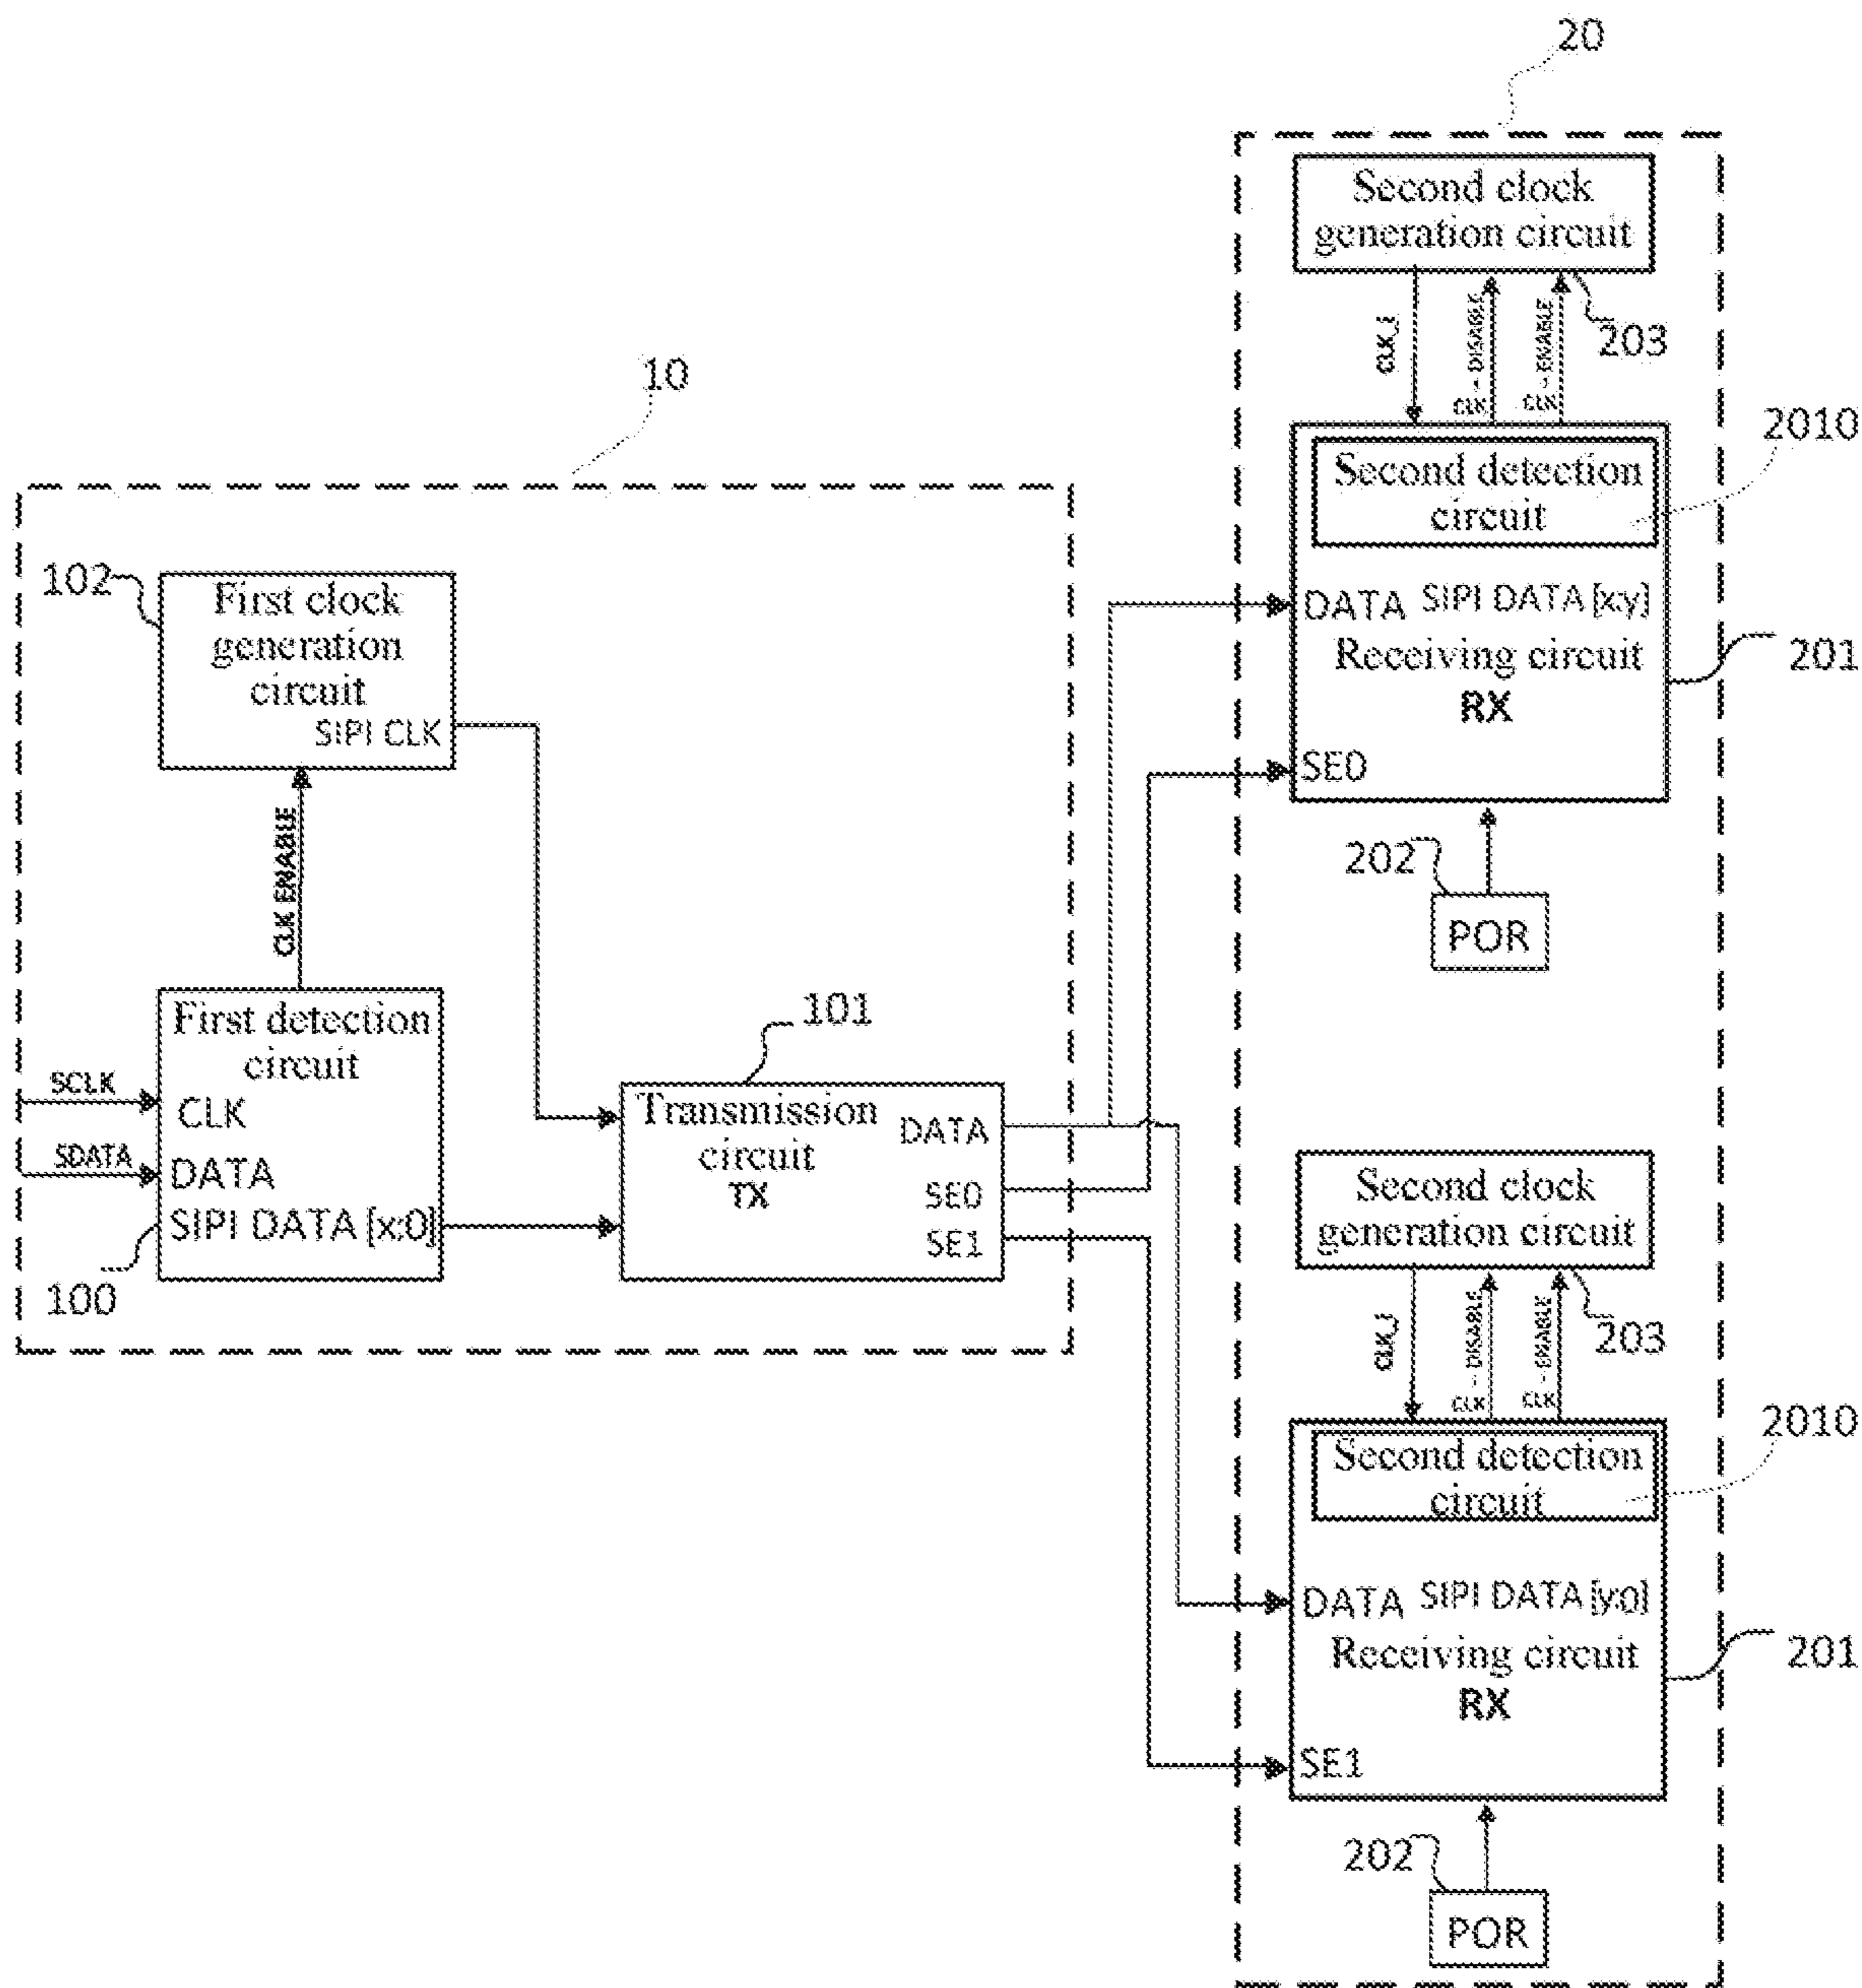 20
Second clock
generation circuit
203
CLK_j
CLK - DISABLE
CLK - ENABLE
2010
Second detection
circuit
DATA SIPI DATA [x:y]
Receiving circuit
RX
201
SE0
202
POR
10
102
First clock
generation
circuit
SIPI CLK
CLK ENABLE
First detection
circuit
SCLK
CLK
SDATA
DATA
SIPI DATA [x:0]
100
101
Transmission
circuit
TX
DATA
SE0
SE1
Second clock
generation circuit
203
CLK_j
CLK - DISABLE
CLK - ENABLE
2010
Second detection
circuit
DATA SIPI DATA [y:0]
Receiving circuit
RX
201
SE1
202
POR